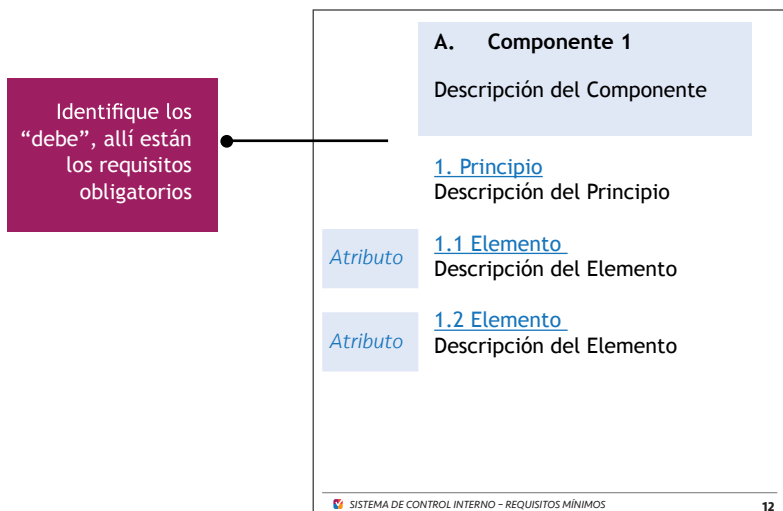 Identifique los
“debe”, allí están
los requisitos
obligatorios
A. Componente 1
Descripción del Componente
1. Principio
Descripción del Principio
Atributo
1.1 Elemento
Descripción del Elemento
Atributo
1.2 Elemento
Descripción del Elemento
SISTEMA DE CONTROL INTERNO – REQUISITOS MÍNIMOS
12